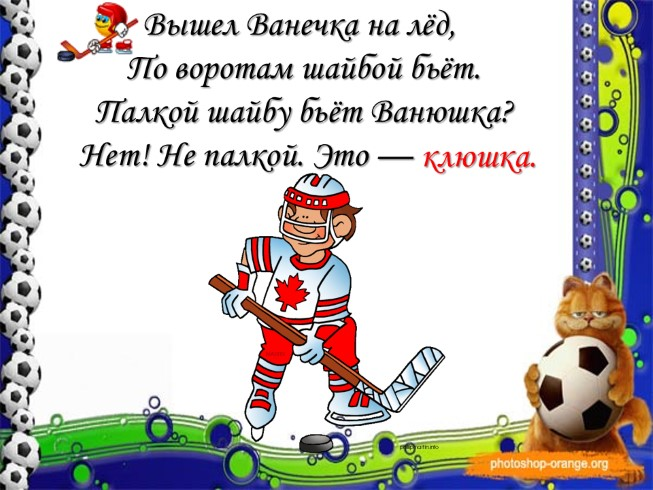 Вышел Ванечка на лёд,
По воротам шайбой бьёт.
Палкой шайбу бьёт Ванюшка?
Нет! Не палкой. Это — клюшка.
photoshop-orange.org